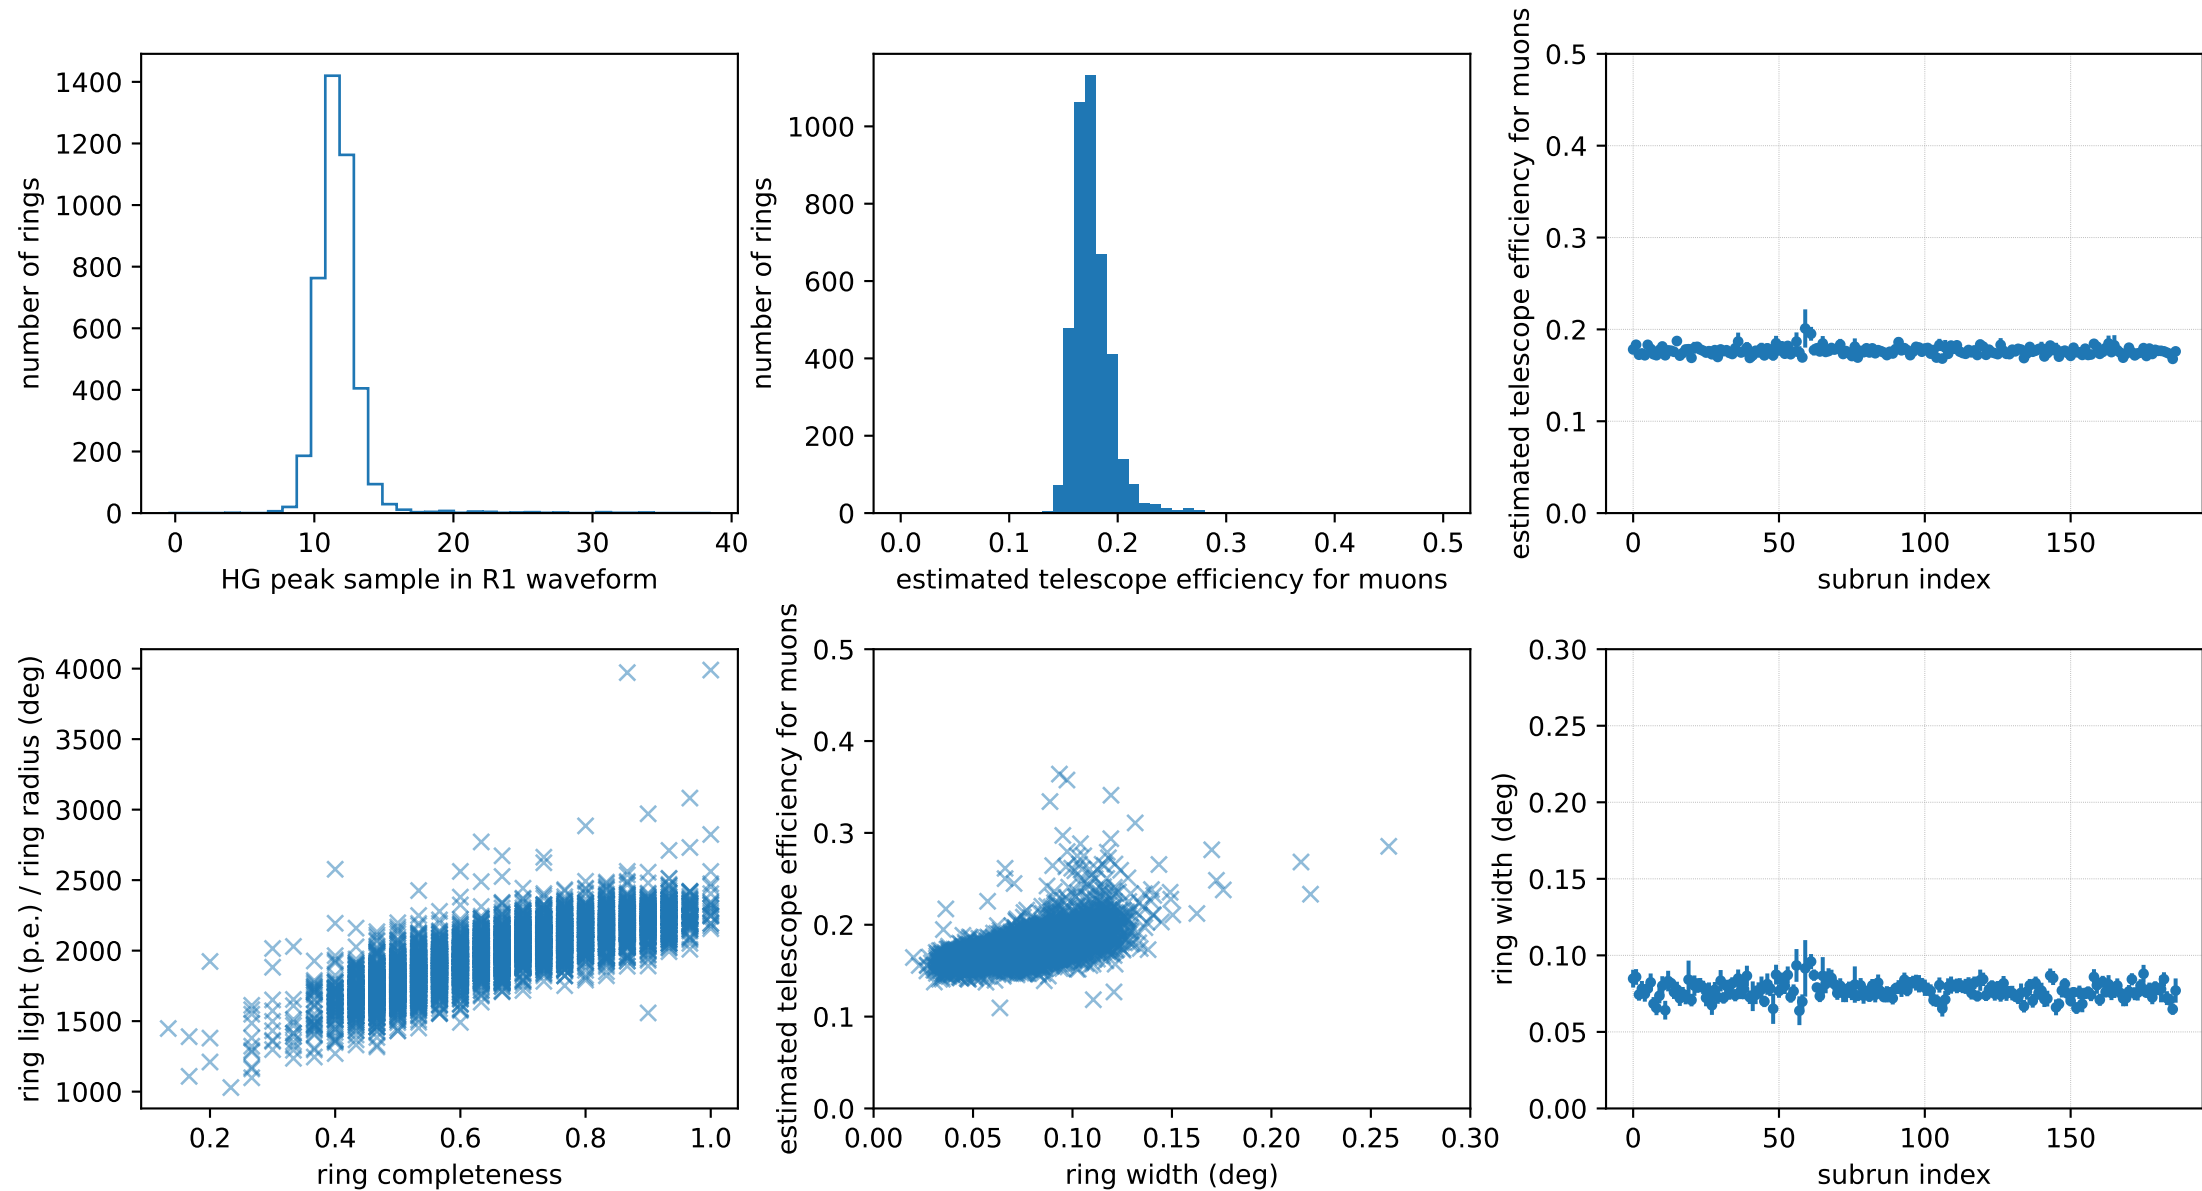 number of rings
1400
1200
1000
800
600
400
200
0
0 10 20 30 40
HG peak sample in R1 waveform
number of rings
1000
800
600
400
200
0
0.0 0.1 0.2 0.3 0.4 0.5
estimated telescope efficiency for muons
estimated telescope efficiency for muons
0.5
0.4
0.3
0.2
0.1
0.0
0 50 100 150
subrun index
ring light (p.e.) / ring radius (deg)
4000
3500
3000
2500
2000
1500
1000
0.2 0.4 0.6 0.8 1.0
ring completeness
estimated telescope efficiency for muons
0.5
0.4
0.3
0.2
0.1
0.0
0.00 0.05 0.10 0.15 0.20 0.25 0.30
ring width (deg)
ring width (deg)
0.30
0.25
0.20
0.15
0.10
0.05
0.00
0 50 100 150
subrun index